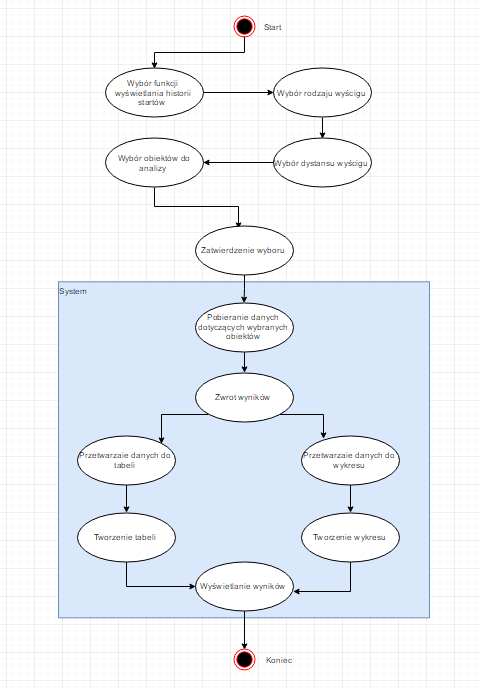 Start
Wybór funkcji
wyświetlania historii
startów
Wybór rodzaju wyścigu
Wybór obiektów do
analizy
Wybór dystansu wyścigu
Zatwierdzenie wyboru
System
Pobieranie danych
dotyczących wybranych
obiektów
Zwrot wyników
Przetwarzaie danych do
tabeli
Przetwarzaie danych do
wykresu
Tworzenie tabeli
Tworzenie wykresu
Wyświetlanie wyników
Koniec